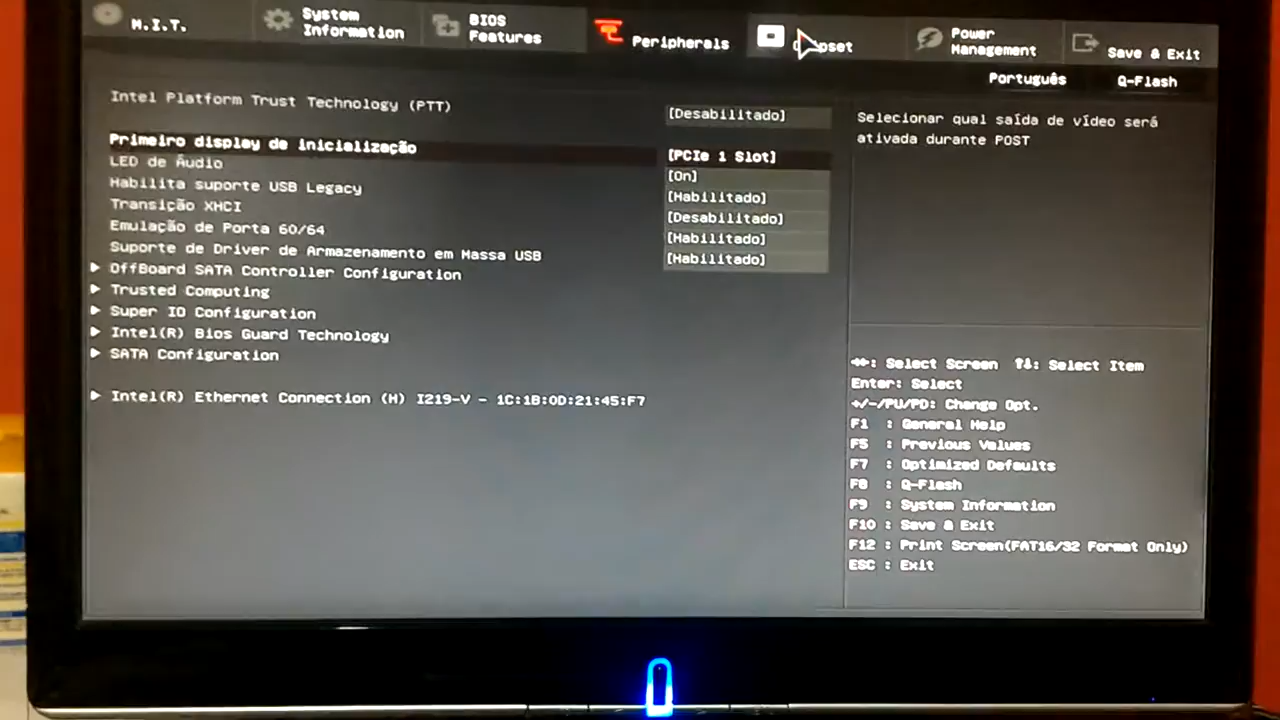 M.I.T.
System Information
BIOS Features
Peripherals
Power Management
Save & Exit
Português
Q-Flash
Intel Platform Trust Technology (PTT) [Desabilitado]
Primeiro display de inicialização [PCIe 1 Slot]
LED de Áudio [On]
Habilita suporte USB Legacy [Habilitado]
Transição XHCI [Desabilitado]
Emulação de Porta 60/64 [Habilitado]
Suporte de Driver de Armazenamento em Massa USB [Habilitado]
OffBoard SATA Controller Configuration
Trusted Computing
Super IO Configuration
Intel(R) Bios Guard Technology
SATA Configuration
Intel(R) Ethernet Connection (H) I219-V - 1C:1B:0D:21:45:F7
Selecionar qual saída de vídeo será
ativada durante POST
: Select Screen ↑↓: Select Item
Enter: Select
+/-/PU/PD: Change Opt.
F1 : General Help
F5 : Previous Values
F7 : Optimized Defaults
F8 : Q-Flash
F9 : System Information
F10 : Save & Exit
F12 : Print Screen(FAT16/32 Format Only)
ESC : Exit